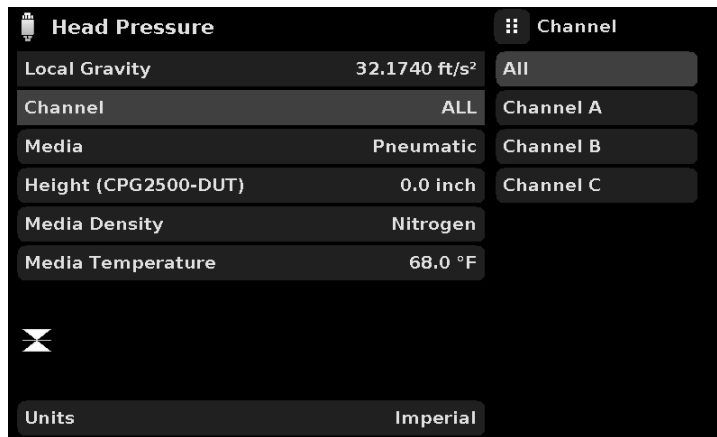 Head Pressure
Local Gravity 32.1740 ft/s²
Channel ALL
Media Pneumatic
Height (CPG2500-DUT) 0.0 inch
Media Density Nitrogen
Media Temperature 68.0 °F
Units Imperial
Channel
All
Channel A
Channel B
Channel C